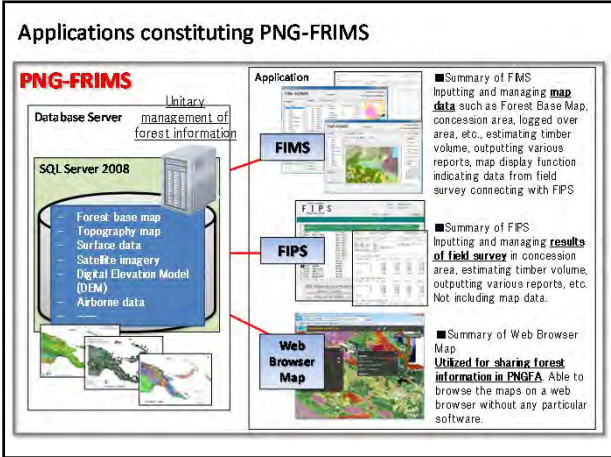 Applications constituting PNG-FRIMS
PNG-FRIMS
Unitary
management of
forest information
Database Server
SQL Server 2008
– Forest base map
– Topography map
– Surface data
– Satellite imagery
– Digital Elevation Model
(DEM)
– Airborne data
– -----
Application
FIMS
FIPS
FIPS
Web
Browser
Map
■Summary of FIMS
Inputting and managing map
data such as Forest Base Map,
concession area, logged over
area, etc., estimating timber
volume, outputting various
reports, map display function
indicating data from field
survey connecting with FIPS
■Summary of FIPS
Inputting and managing results
of field survey in concession
area, estimating timber volume,
outputting various reports, etc.
Not including map data.
■Summary of Web Browser
Map
Utilized for sharing forest
information in PNGFA. Able to
browse the maps on a web
browser without any particular
software.